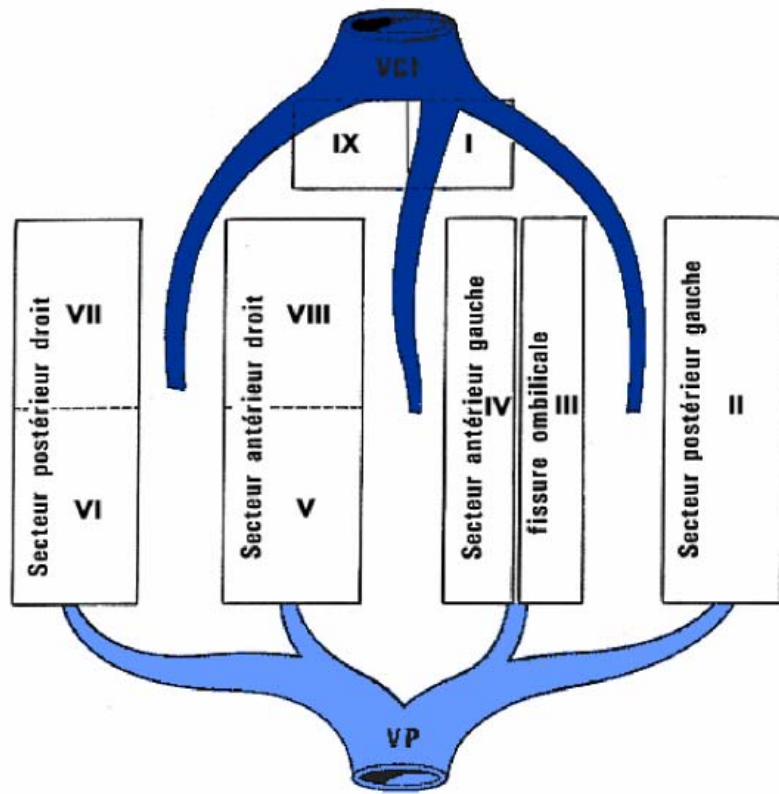 VCI
IX
I
VII
VIII
Secteur postérieur droit
Secteur antérieur droit
Secteur antérieur gauche
IV
fissure ombilicale
III
Secteur postérieur gauche
II
VI
V
VP